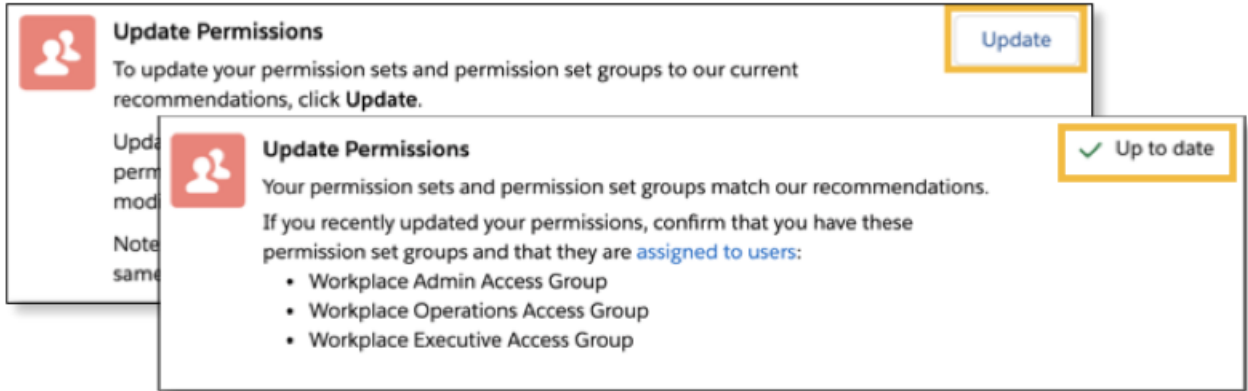 Update Permissions
Update
To update your permission sets and permission set groups to our current
recommendations, click Update.
Update Permissions
Up to date
Your permission sets and permission set groups match our recommendations.
If you recently updated your permissions, confirm that you have these
permission set groups and that they are assigned to users:
• Workplace Admin Access Group
• Workplace Operations Access Group
• Workplace Executive Access Group
Note
same